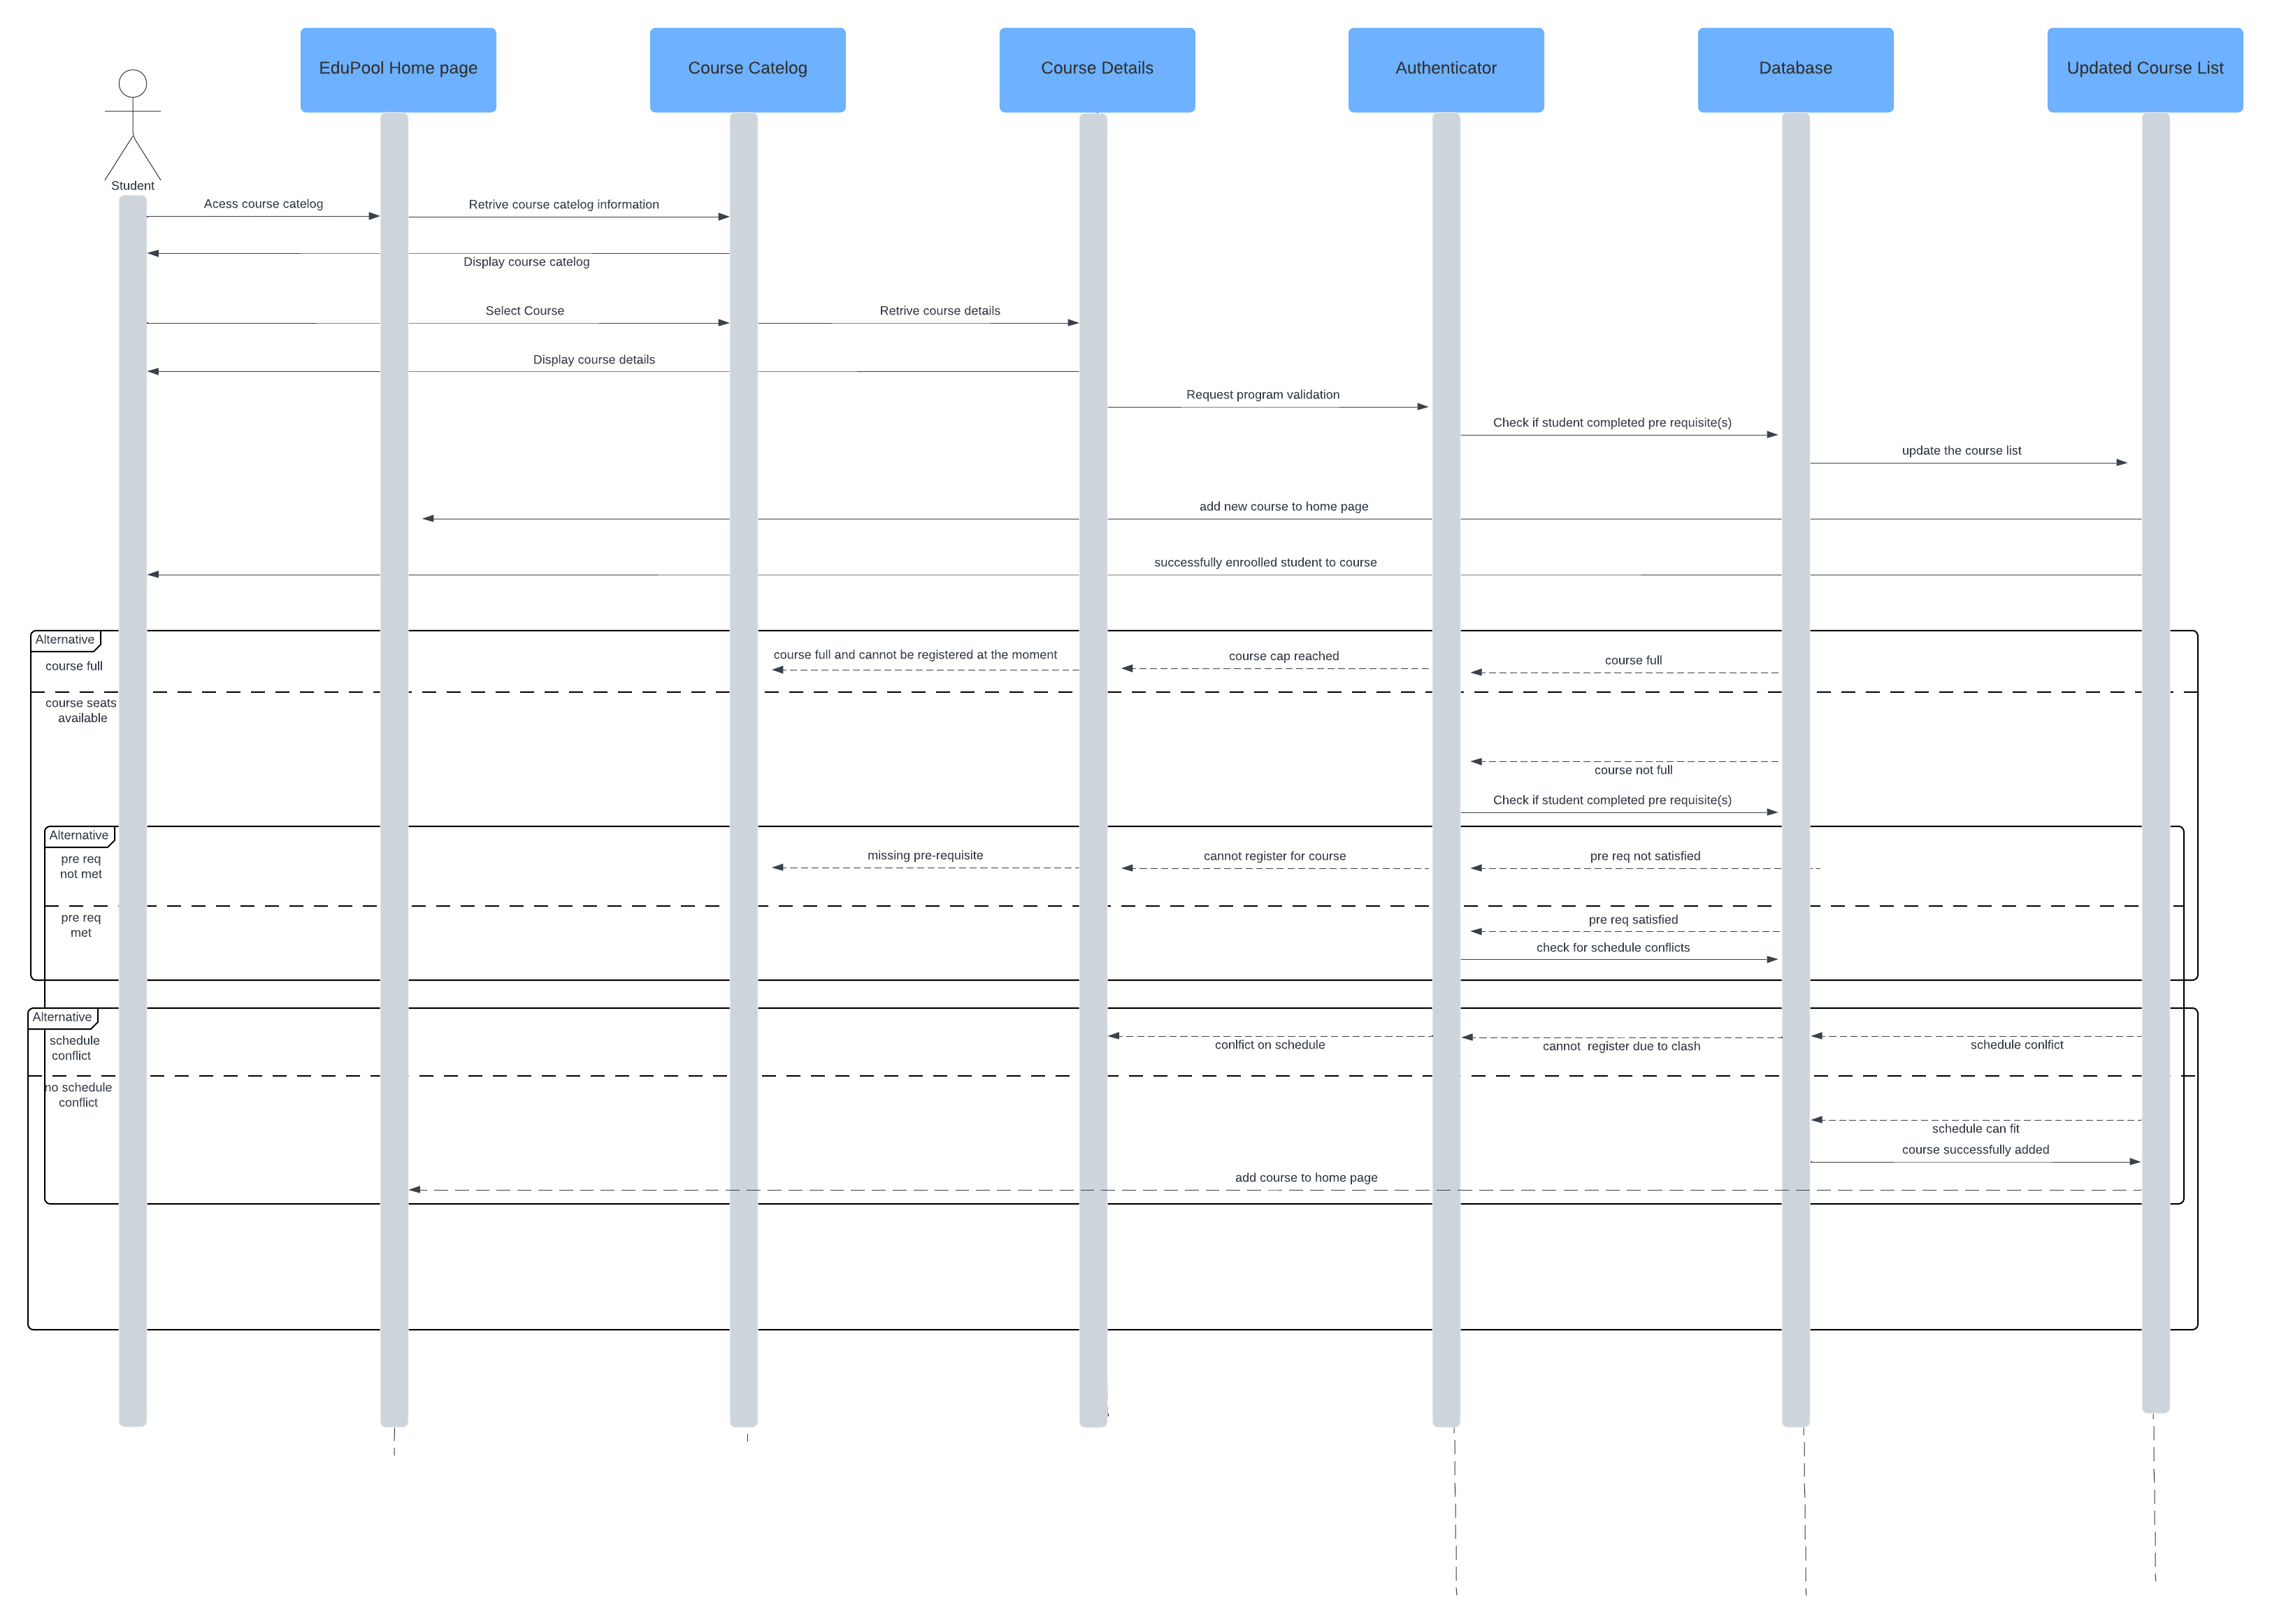 EduPool Home page
Course Catelog
Course Details
Authenticator
Database
Updated Course List
Student
Acess course catelog
Retrive course catelog information
Display course catelog
Select Course
Retrive course details
Display course details
Request program validation
Check if student completed pre requisite(s)
update the course list
add new course to home page
successfully enroolled student to course
Alternative
course full
course full and cannot be registered at the moment
course cap reached
course full
course seats
available
course not full
Check if student completed pre requisite(s)
Alternative
pre req
not met
missing pre-requisite
cannot register for course
pre req not satisfied
pre req
met
pre req satisfied
check for schedule conflicts
Alternative
schedule
conflict
conlfict on schedule
cannot  register due to clash
schedule conlfict
no schedule
conflict
schedule can fit
course successfully added
add course to home page